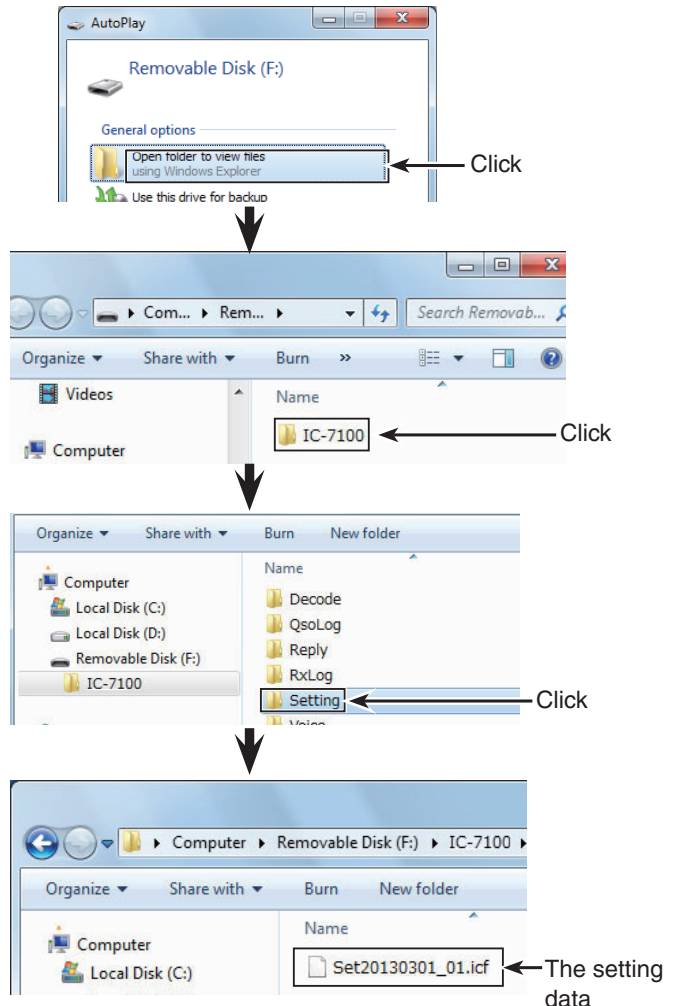 AutoPlay
Removable Disk (F:)
General options
Open folder to view files
using Windows Explorer
Click
Use this drive for backup
Com... Rem...
Search Removab...
Organize Share with Burn »
Videos
Name
IC-7100
Click
Computer
Organize Share with Burn New folder
Name
Computer
Decode
Local Disk (C:)
QsoLog
Local Disk (D:)
Reply
Removable Disk (F:)
RxLog
IC-7100
Setting
Click
Voice
Computer Removable Disk (F:) IC-7100
Organize Share with Burn New folder
Name
Computer
Set20130301_01.icf
The setting
data
Local Disk (C:)